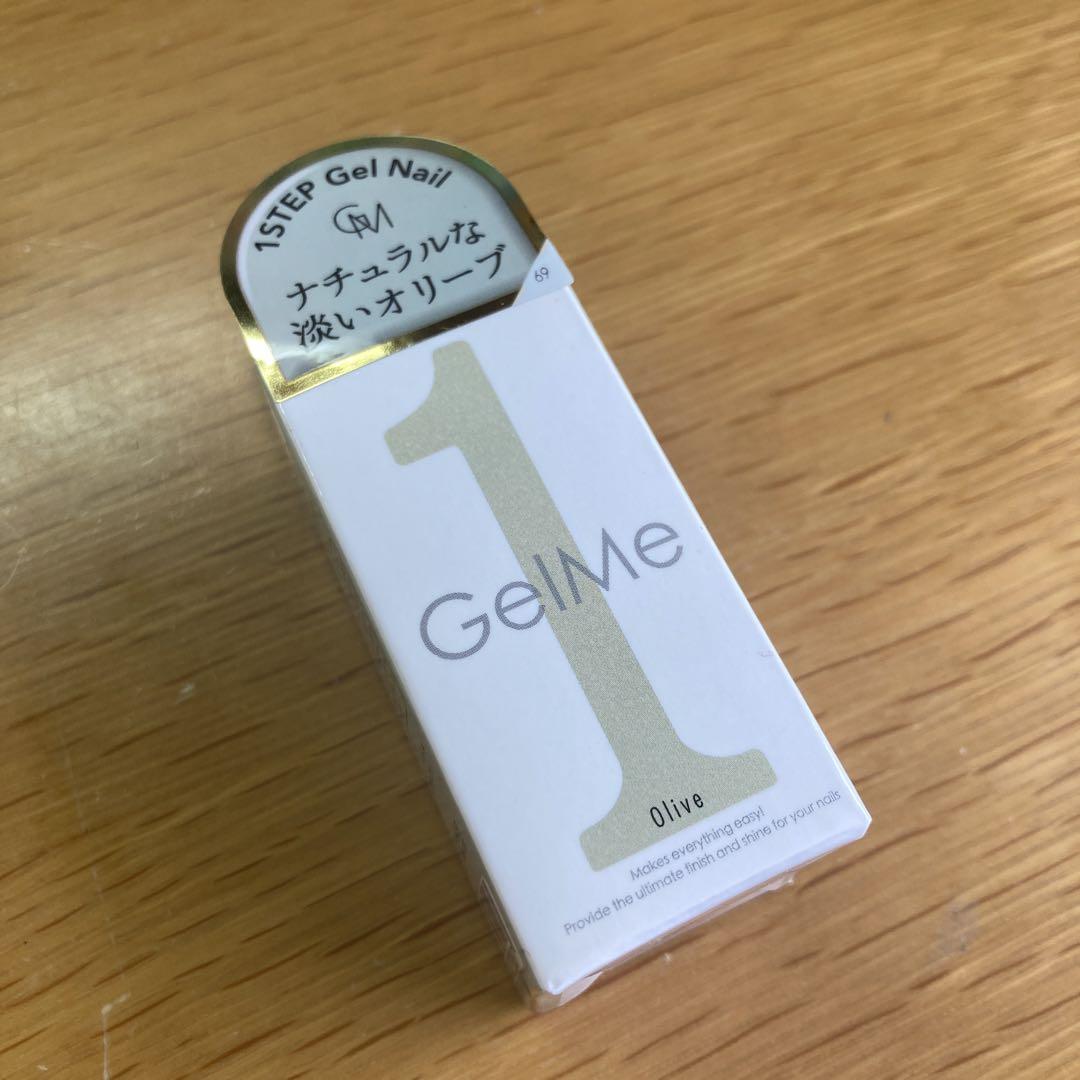 1STEP Gel Nail
GM
ナチュラルな
淡いオリーブ
69
1
GelMe
Olive
Makes everything easy!
Provide the ultimate finish and shine for your nails